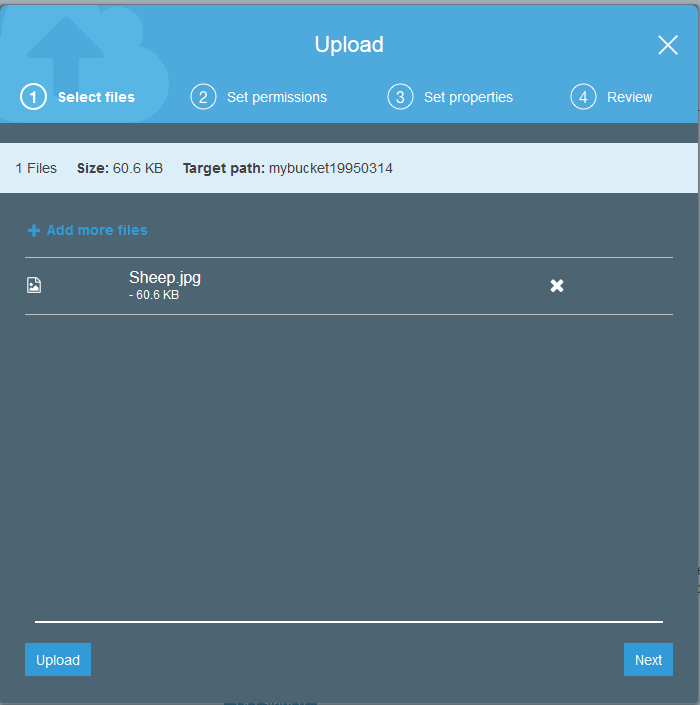 Upload
1 Select files 2 Set permissions 3 Set properties 4 Review
1 Files Size: 60.6 KB Target path: mybucket19950314
Add more files
Sheep.jpg
- 60.6 KB
Upload Next